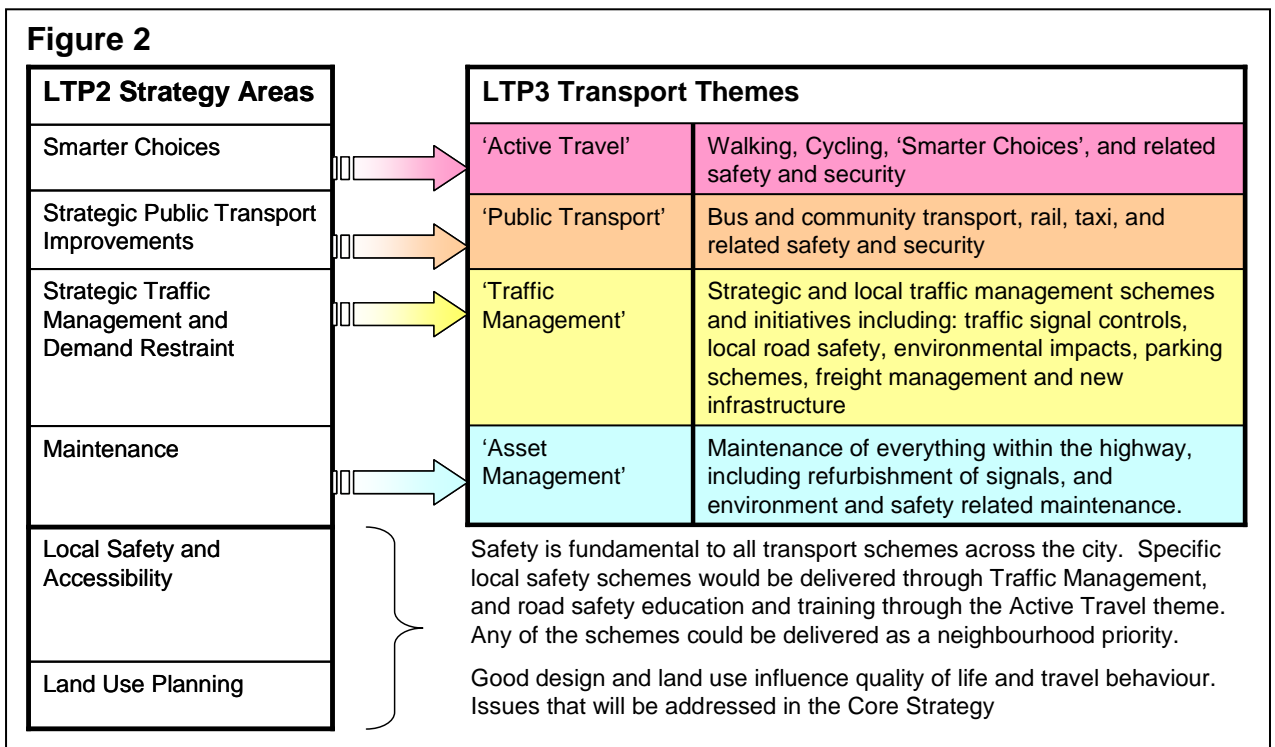 Figure 2
LTP2 Strategy Areas
LTP3 Transport Themes
Smarter Choices
‘Active Travel’
Walking, Cycling, ‘Smarter Choices’, and related
safety and security
Strategic Public Transport
Improvements
‘Public Transport’
Bus and community transport, rail, taxi, and
related safety and security
Strategic Traffic
Management and
Demand Restraint
‘Traffic
Management’
Strategic and local traffic management schemes
and initiatives including: traffic signal controls,
local road safety, environmental impacts, parking
schemes, freight management and new
infrastructure
Maintenance
‘Asset
Management’
Maintenance of everything within the highway,
including refurbishment of signals, and
environment and safety related maintenance.
Local Safety and
Accessibility
Safety is fundamental to all transport schemes across the city.  Specific
local safety schemes would be delivered through Traffic Management,
and road safety education and training through the Active Travel theme.
Any of the schemes could be delivered as a neighbourhood priority.
Land Use Planning
Good design and land use influence quality of life and travel behaviour.
Issues that will be addressed in the Core Strategy